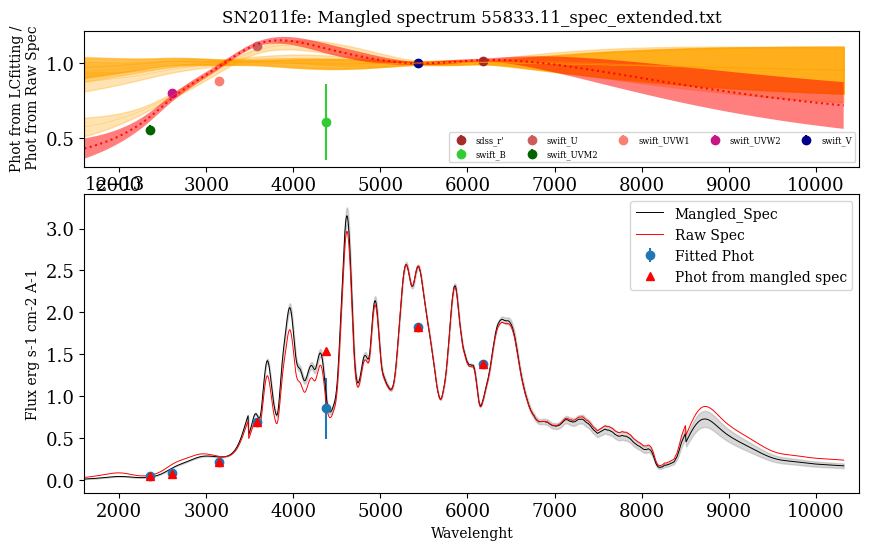 SN2011fe: Mangled spectrum 55833.11_spec_extended.txt
Phot from LCfitting /
Phot from Raw Spec
1.0
0.5
sdss_r' swift_U swift_UVW1 swift_UVW2 swift_V
swift_B swift_UVM2
2000 3000 4000 5000 6000 7000 8000 9000 10000
1e−13
Flux erg s-1 cm-2 A-1
3.0
2.5
2.0
1.5
1.0
0.5
0.0
Mangled_Spec
Raw Spec
Fitted Phot
Phot from mangled spec
2000 3000 4000 5000 6000 7000 8000 9000 10000
Wavelenght